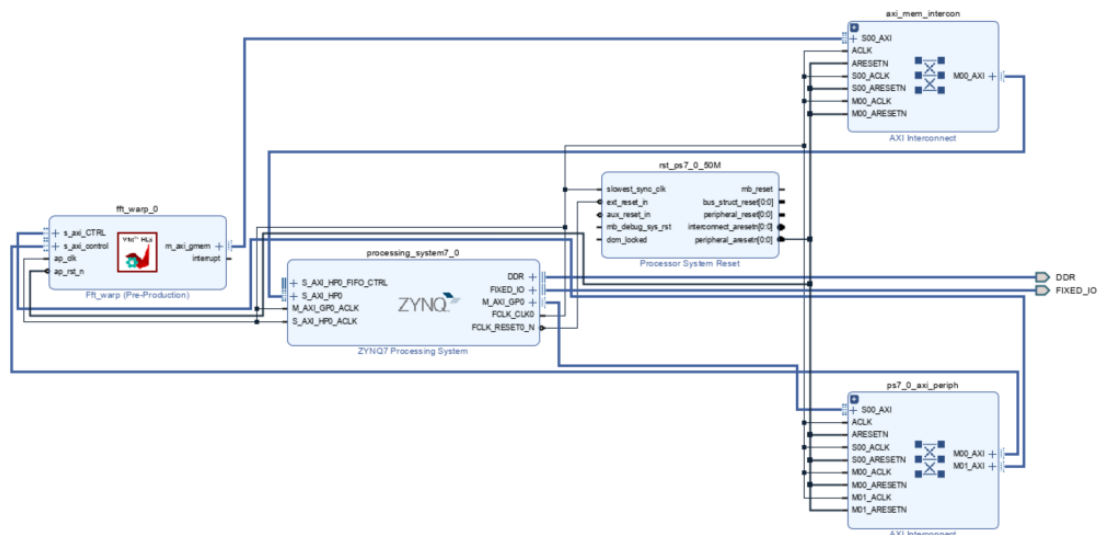 axi_mem_intercon
S00_AXI
ACLK
ARESETN
S00_ACLK
S00_ARESETN
M00_ACLK
M00_ARESETN
M00_AXI
AXI Interconnect
rst_ps7_0_50M
slowest_sync_clk
ext_reset_in
aux_reset_in
mb_debug_sys_rst
dcm_locked
mb_reset
bus_struct_reset[0:0]
peripheral_reset[0:0]
interconnect_aresetn[0:0]
peripheral_aresetn[0:0]
Processor System Reset
fft_warp_0
s_axi_CTRL
s_axi_control
ap_clk
ap_rst_n
m_axi_gmem
interrupt
Fft_warp (Pre-Production)
processing_system7_0
S_AXI_HP0_FIFO_CTRL
S_AXI_HP0
M_AXI_GP0_ACLK
S_AXI_HP0_ACLK
ZYNQ
DDR
FIXED_IO
M_AXI_GP0
FCLK_CLK0
FCLK_RESET0_N
ZYNQ7 Processing System
DDR
FIXED_IO
ps7_0_axi_periph
S00_AXI
ACLK
ARESETN
S00_ACLK
S00_ARESETN
M00_ACLK
M00_ARESETN
M01_ACLK
M01_ARESETN
M00_AXI
M01_AXI
AXI Interconnect